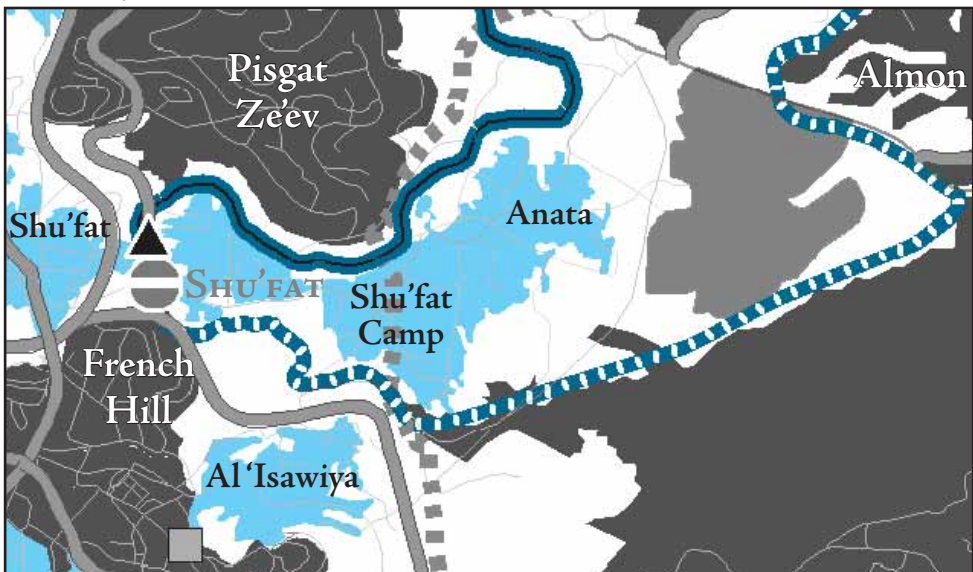 Pisgat
Ze'ev
Almon
Shu'fat
Anata
SHU'FAT
Shu'fat
Camp
French
Hill
Al 'Isawiya